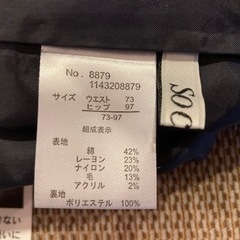 No. 8879
1143208879
サイズ ウエスト 73
ヒップ 97
73-97
組成表示
表地
綿 42%
レーヨン 23%
ナイロン 20%
毛 13%
アクリル 2%
裏地
ポリエステル 100%
SO